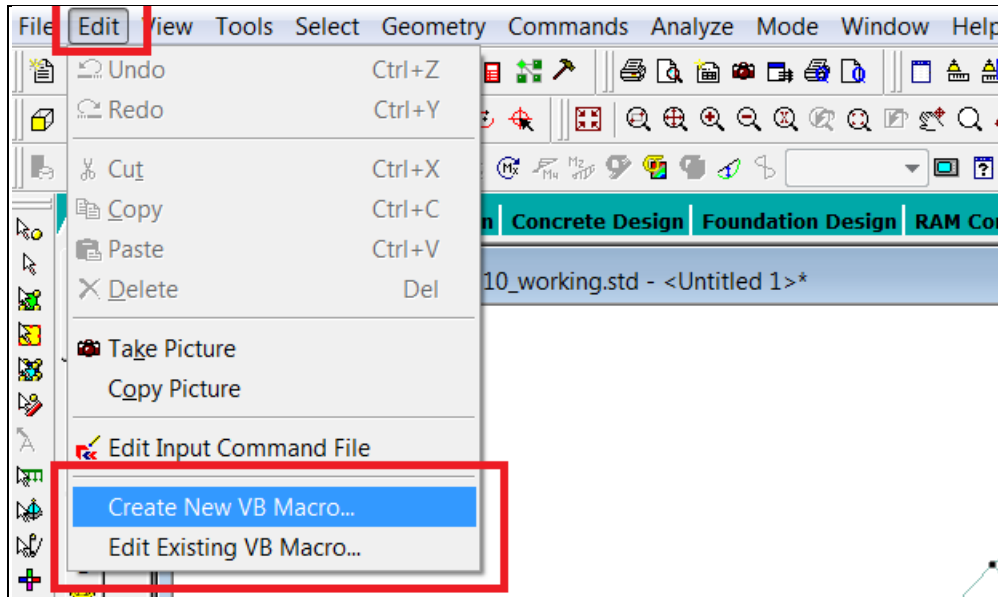 File Edit View Tools Select Geometry Commands Analyze Mode Window Help
Undo Ctrl+Z
Redo Ctrl+Y
Cut Ctrl+X
Copy Ctrl+C
Paste Ctrl+V
Delete Del
Concrete Design Foundation Design RAM
10_working.std - <Untitled 1>*
Take Picture
Copy Picture
Edit Input Command File
Create New VB Macro...
Edit Existing VB Macro...